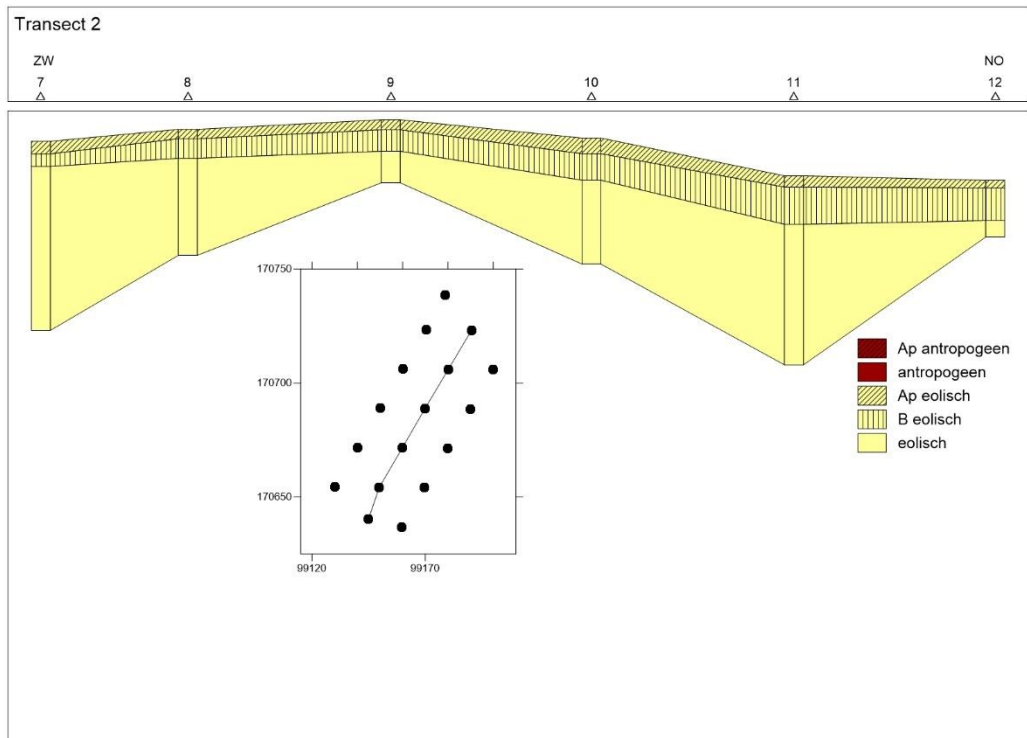 Transect 2
ZW NO
7 8 9 10 11 12
170750
170700
170650
99120 99170
Ap antropogeen
antropogeen
Ap eolisch
B eolisch
eolisch